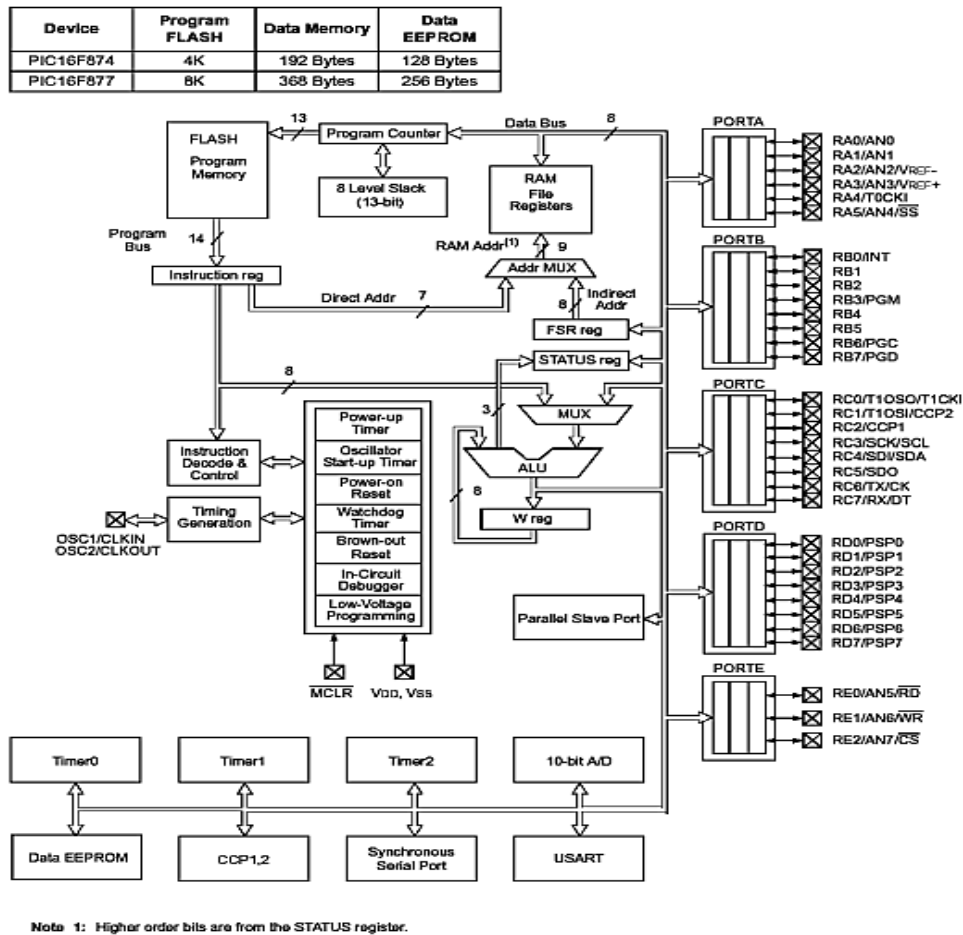 Device Program FLASH Data Memory Data EEPROM
PIC16F874 4K 192 Bytes 128 Bytes
PIC16F877 8K 368 Bytes 256 Bytes
FLASH
Program
Memory
13
Program Counter
Data Bus
8
8 Level Stack
(13-bit)
RAM
File
Registers
Program
Bus
14
RAM Addr(1)
9
Addr MUX
Instruction reg
Direct Addr
7
8
Indirect
Addr
FSR reg
STATUS reg
8
3
MUX
ALU
8
W reg
Power-up
Timer
Oscillator
Start-up Timer
Power-on
Reset
Watchdog
Timer
Brown-out
Reset
In-Circuit
Debugger
Low-Voltage
Programming
Instruction
Decode &
Control
Timing
Generation
OSC1/CLKIN
OSC2/CLKOUT
MCLR
VDD, VSS
Parallel Slave Port
PORTA
RA0/AN0
RA1/AN1
RA2/AN2/VREF-
RA3/AN3/VREF+
RA4/T0CKI
RA5/AN4/SS
PORTB
RB0/INT
RB1
RB2
RB3/PGM
RB4
RB5
RB6/PGC
RB7/PGD
PORTC
RC0/T1OSO/T1CKI
RC1/T1OSI/CCP2
RC2/CCP1
RC3/SCK/SCL
RC4/SDI/SDA
RC5/SDO
RC6/TX/CK
RC7/RX/DT
PORTD
RD0/PSP0
RD1/PSP1
RD2/PSP2
RD3/PSP3
RD4/PSP4
RD5/PSP5
RD6/PSP6
RD7/PSP7
PORTE
RE0/AN5/RD
RE1/AN6/WR
RE2/AN7/CS
Timer0
Timer1
Timer2
10-bit A/D
Data EEPROM
CCP1,2
Synchronous
Serial Port
USART
Note 1: Higher order bits are from the STATUS register.